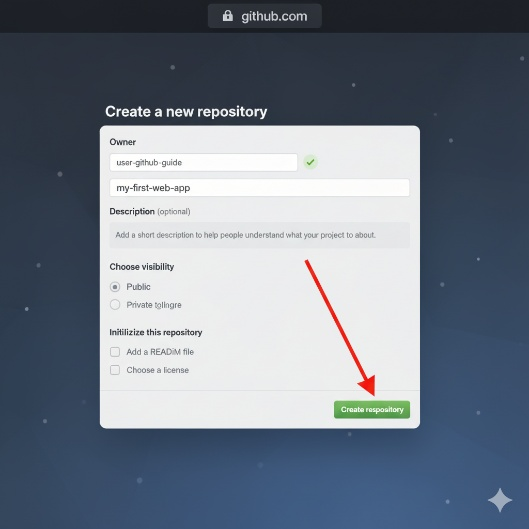 github.com
Create a new repository
Owner
user-github-guide
my-first-web-app
Description (optional)
Add a short description to help people understand what your project to about.
Choose visibility
Public
Private
Initilizize this repository
Add a READiM file
Choose a license
Create respository